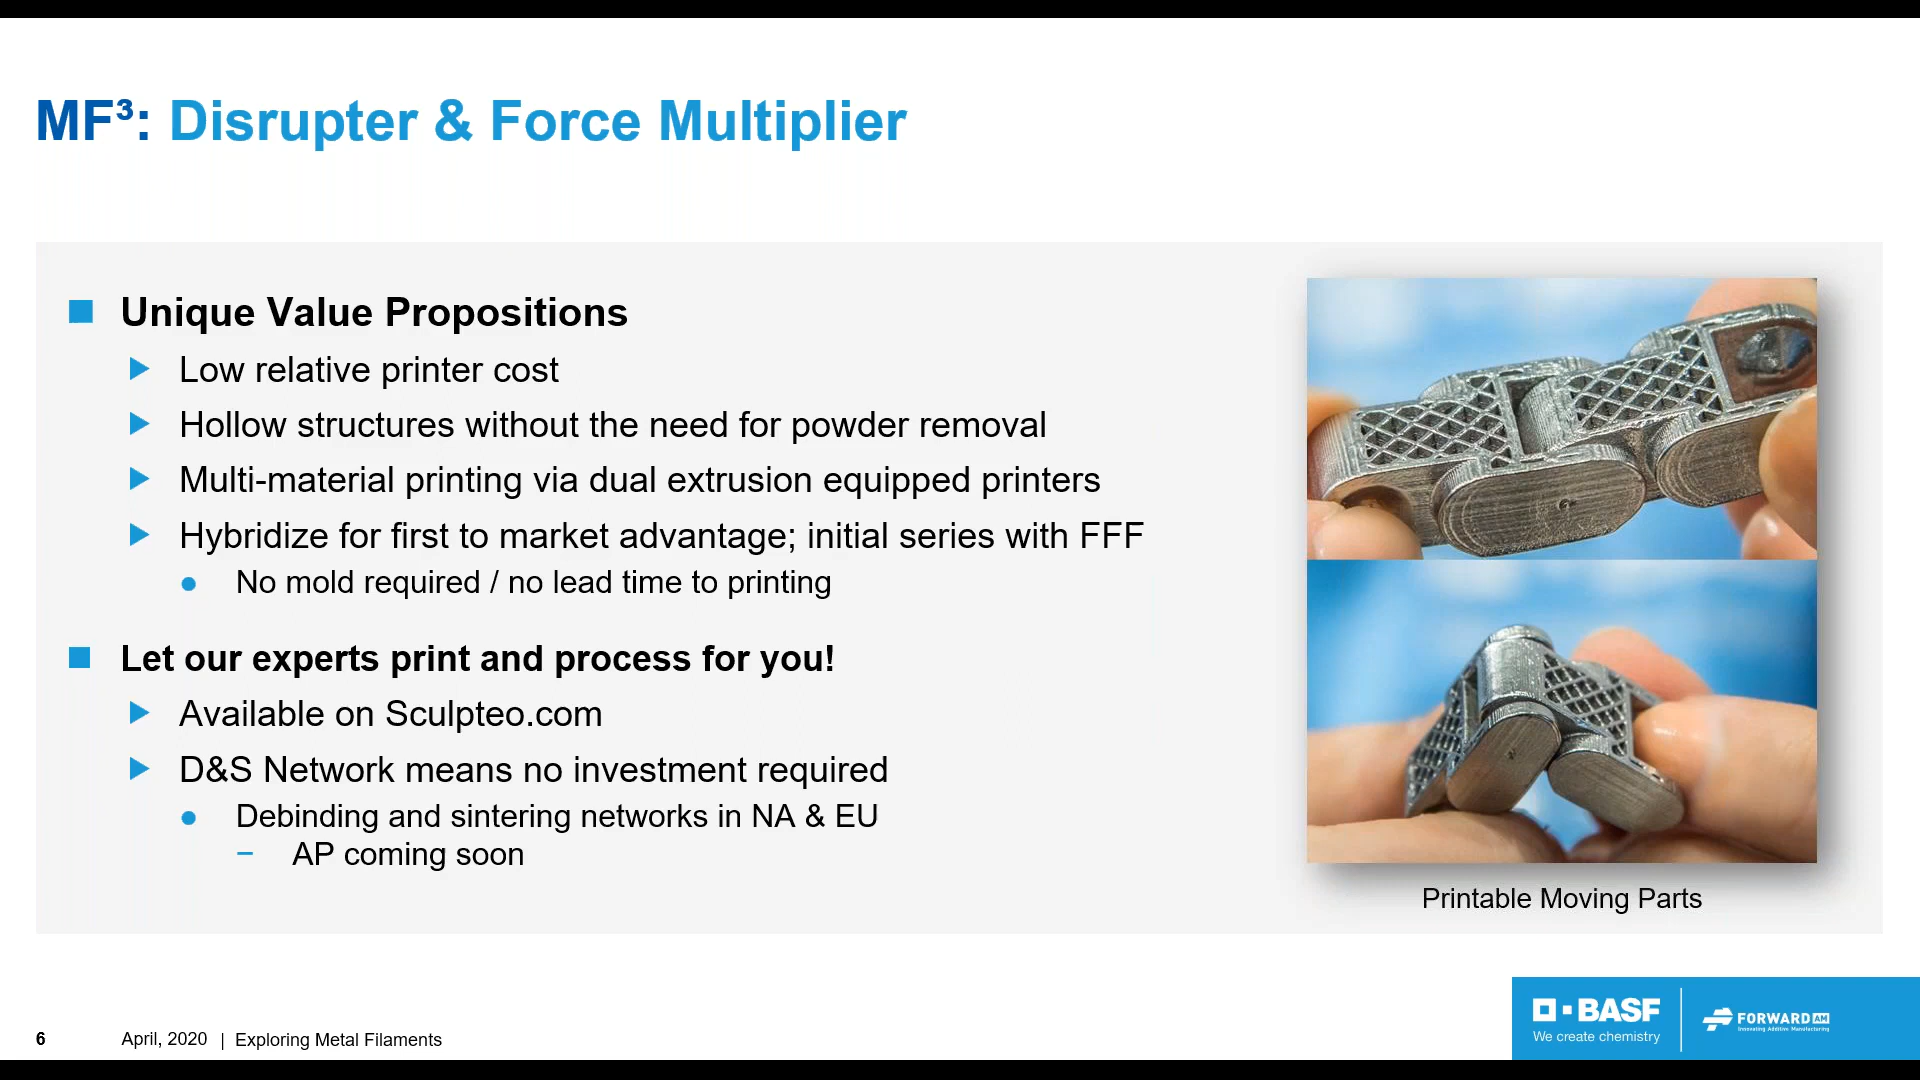 MF³: Disrupter & Force Multiplier
Unique Value Propositions
Low relative printer cost
Hollow structures without the need for powder removal
Multi-material printing via dual extrusion equipped printers
Hybridize for first to market advantage; initial series with FFF
No mold required / no lead time to printing
Let our experts print and process for you!
Available on Sculpteo.com
D&S Network means no investment required
Debinding and sintering networks in NA & EU
AP coming soon
Printable Moving Parts
6 April, 2020 | Exploring Metal Filaments
BASF
We create chemistry
FORWARD AM
Innovating Additive Manufacturing